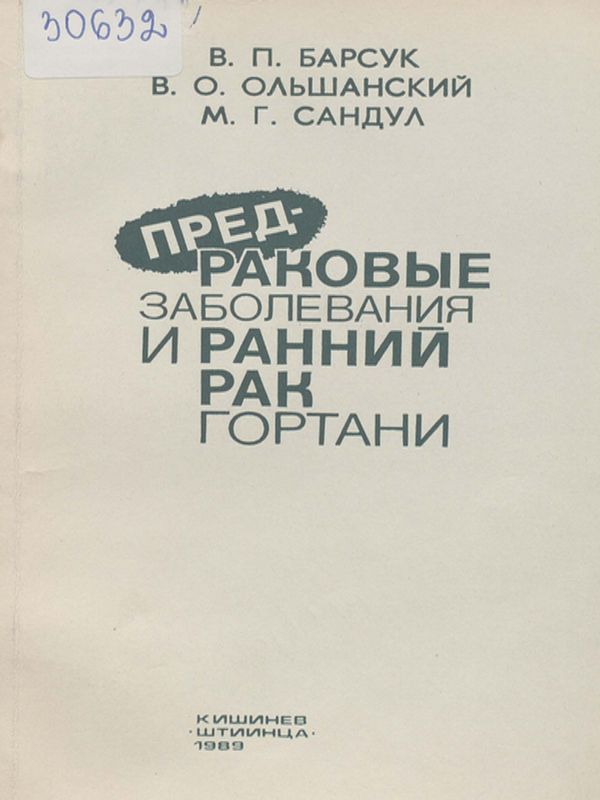 30632
В. П. БАРСУК
В. О. ОЛЬШАНСКИЙ
М. Г. САНДУЛ
ПРЕД-
РАКОВЫЕ
ЗАБОЛЕВАНИЯ
И РАННИЙ
РАК
ГОРТАНИ
КИШИНЕВ
·ШТИИНЦА·
1989